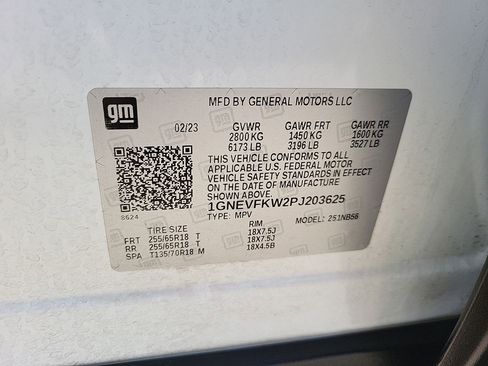 gm
MFD BY GENERAL MOTORS LLC
02/23 GVWR GAWR FRT GAWR RR
2800 KG 1450 KG 1600 KG
6173 LB 3196 LB 3527 LB
THIS VEHICLE CONFORMS TO ALL
APPLICABLE U.S. FEDERAL MOTOR
VEHICLE SAFETY STANDARDS IN EFFECT
ON THE DATE OF MANUFACTURE
SHOWN ABOVE.
1GNEVFKW2PJ203625
8624 TYPE: MPV MODEL: 251NB56
TIRE SIZE RIM
FRT 255/65R18 T 18X7.5J
RR 255/65R18 T 18X7.5J
SPA T135/70R18 M 18X4.5B